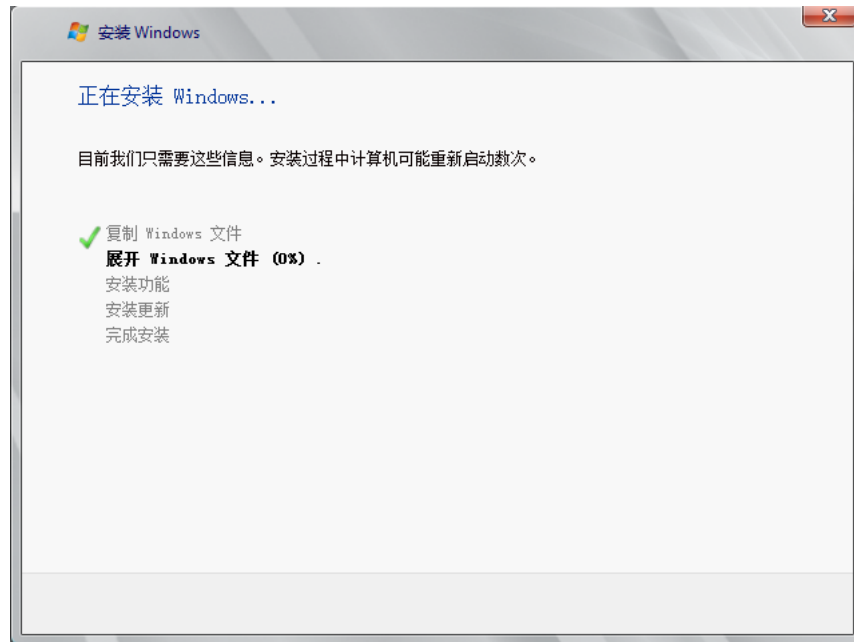 安装 Windows
正在安装 Windows...
目前我们只需要这些信息。安装过程中计算机可能重新启动数次。
复制 Windows 文件
展开 Windows 文件 (0%) .
安装功能
安装更新
完成安装